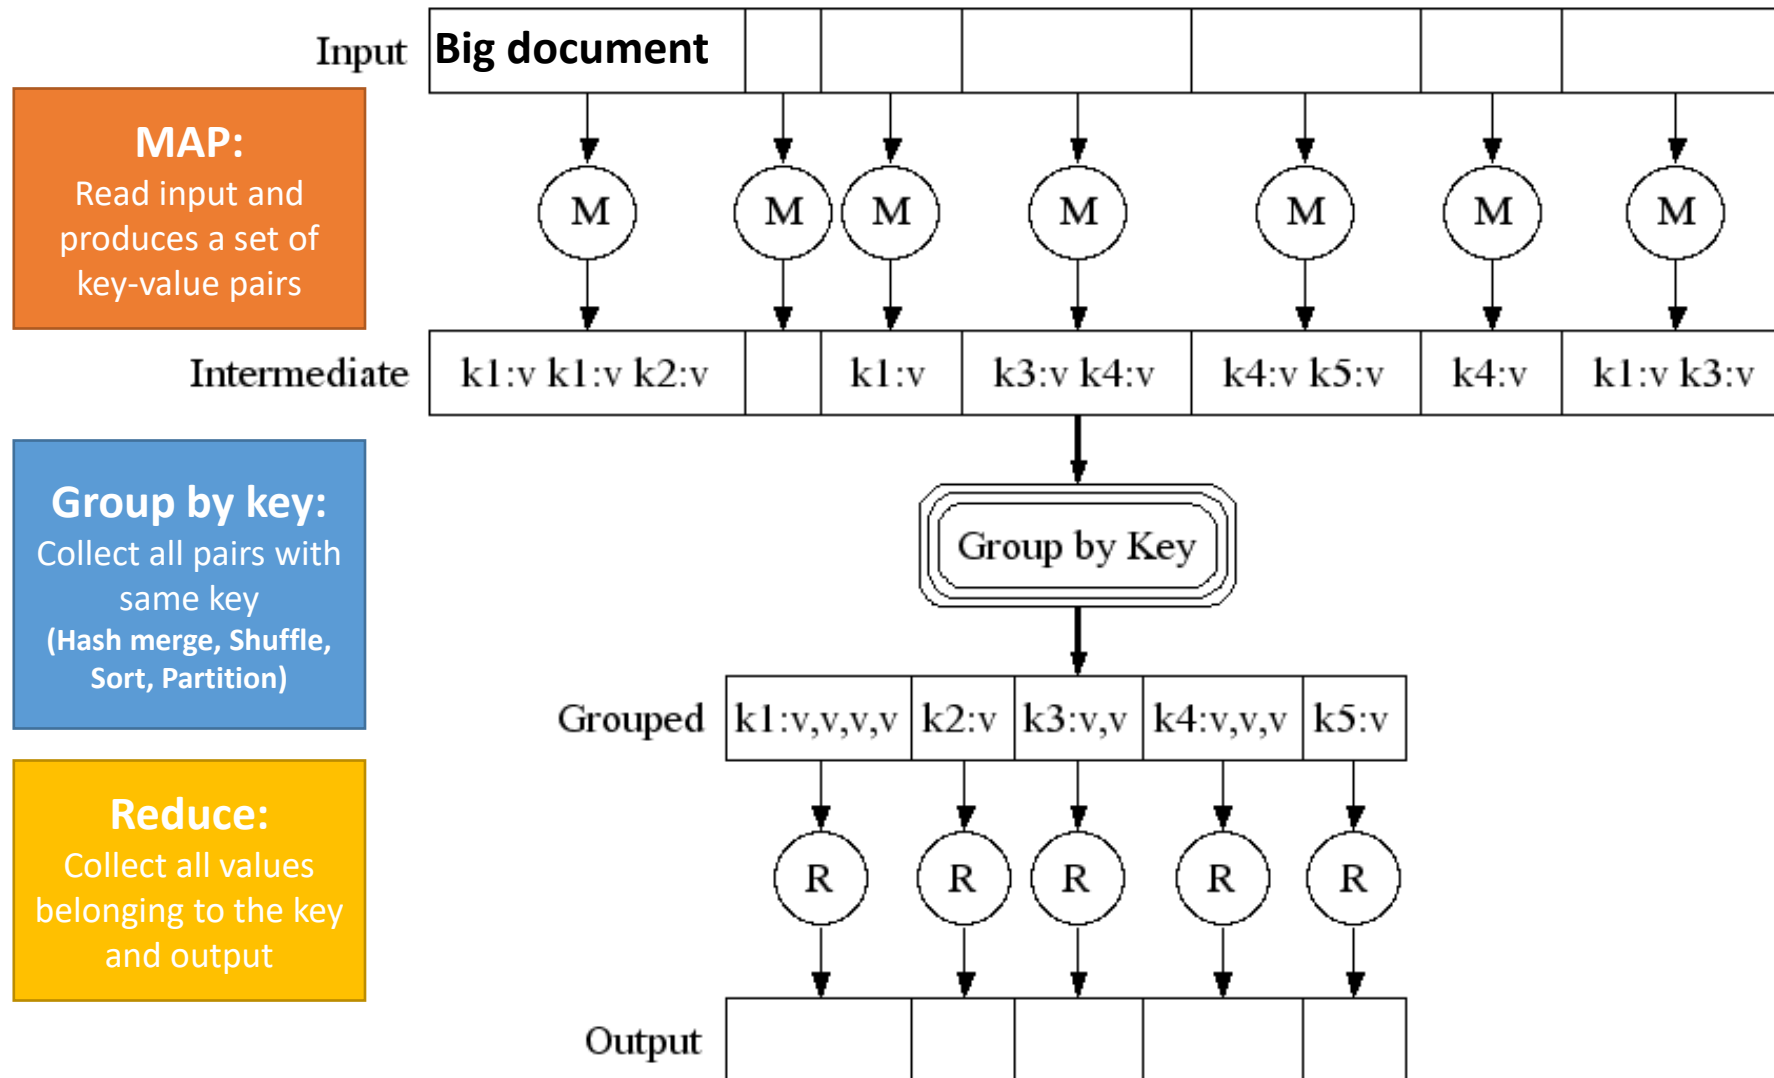 Input Big document
MAP:
Read input and
produces a set of
key-value pairs
M M M M M M M
Intermediate k1:v k1:v k2:v k1:v k3:v k4:v k4:v k5:v k4:v k1:v k3:v
Group by key:
Collect all pairs with
same key
(Hash merge, Shuffle,
Sort, Partition)
Group by Key
Grouped k1:v,v,v,v k2:v k3:v,v k4:v,v,v k5:v
Reduce:
Collect all values
belonging to the key
and output
R R R R R
Output